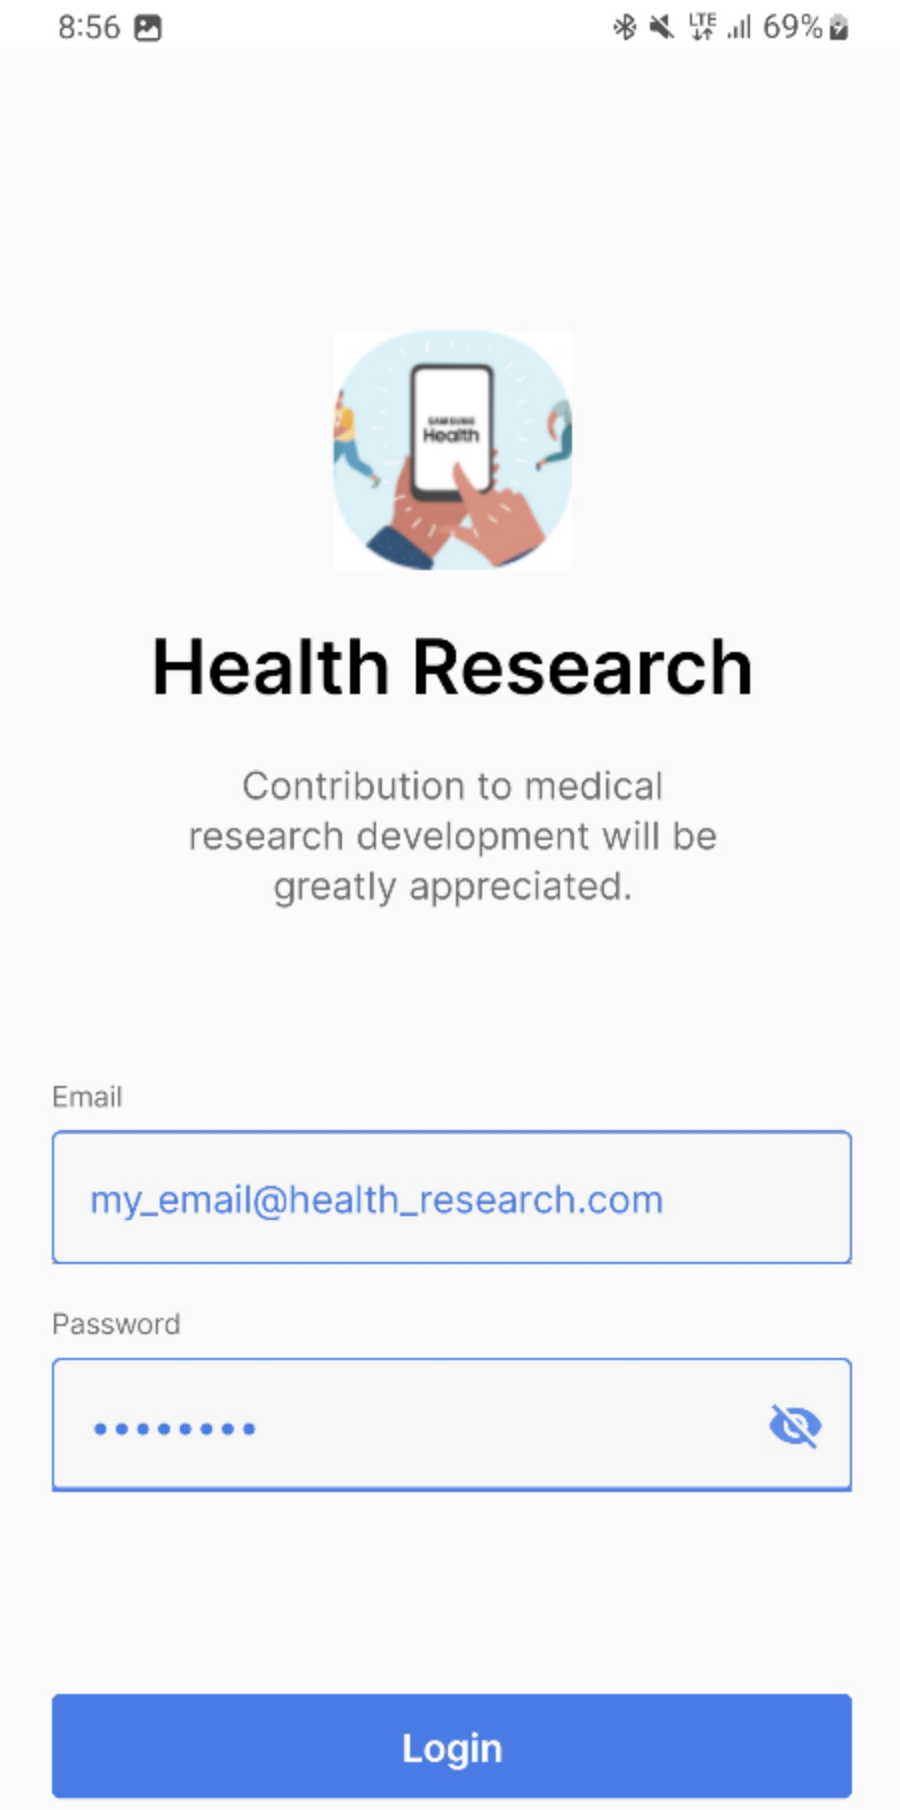 8:56
LTE
69%
SAMSUNG
Health
Health Research
Contribution to medical
research development will be
greatly appreciated.
Email
my_email@health_research.com
Password
••••••••
Login